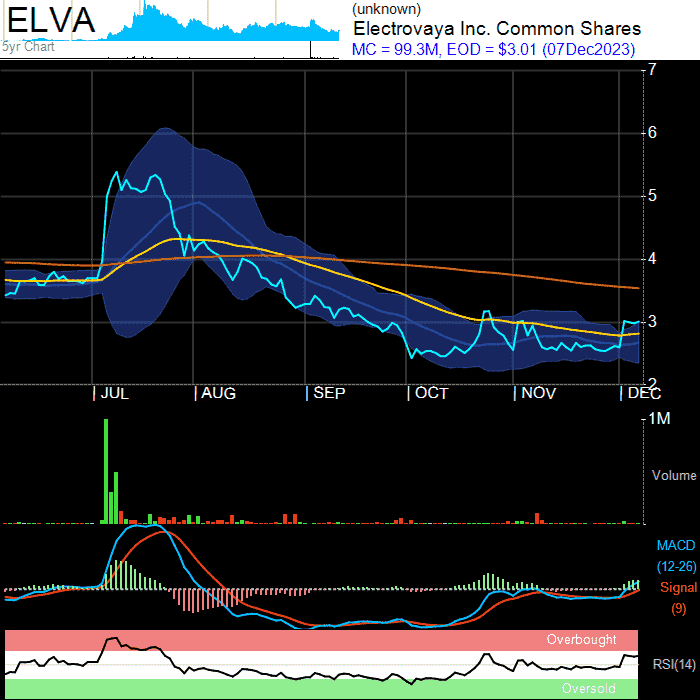 ELVA
5yr Chart
(unknown)
Electrovaya Inc. Common Shares
MC = 99.3M, EOD = $3.01 (07Dec2023)
7
6
5
4
3
2
JUL AUG SEP OCT NOV DEC
1M
Volume
MACD
(12-26)
Signal
(9)
Overbought
RSI(14)
Oversold